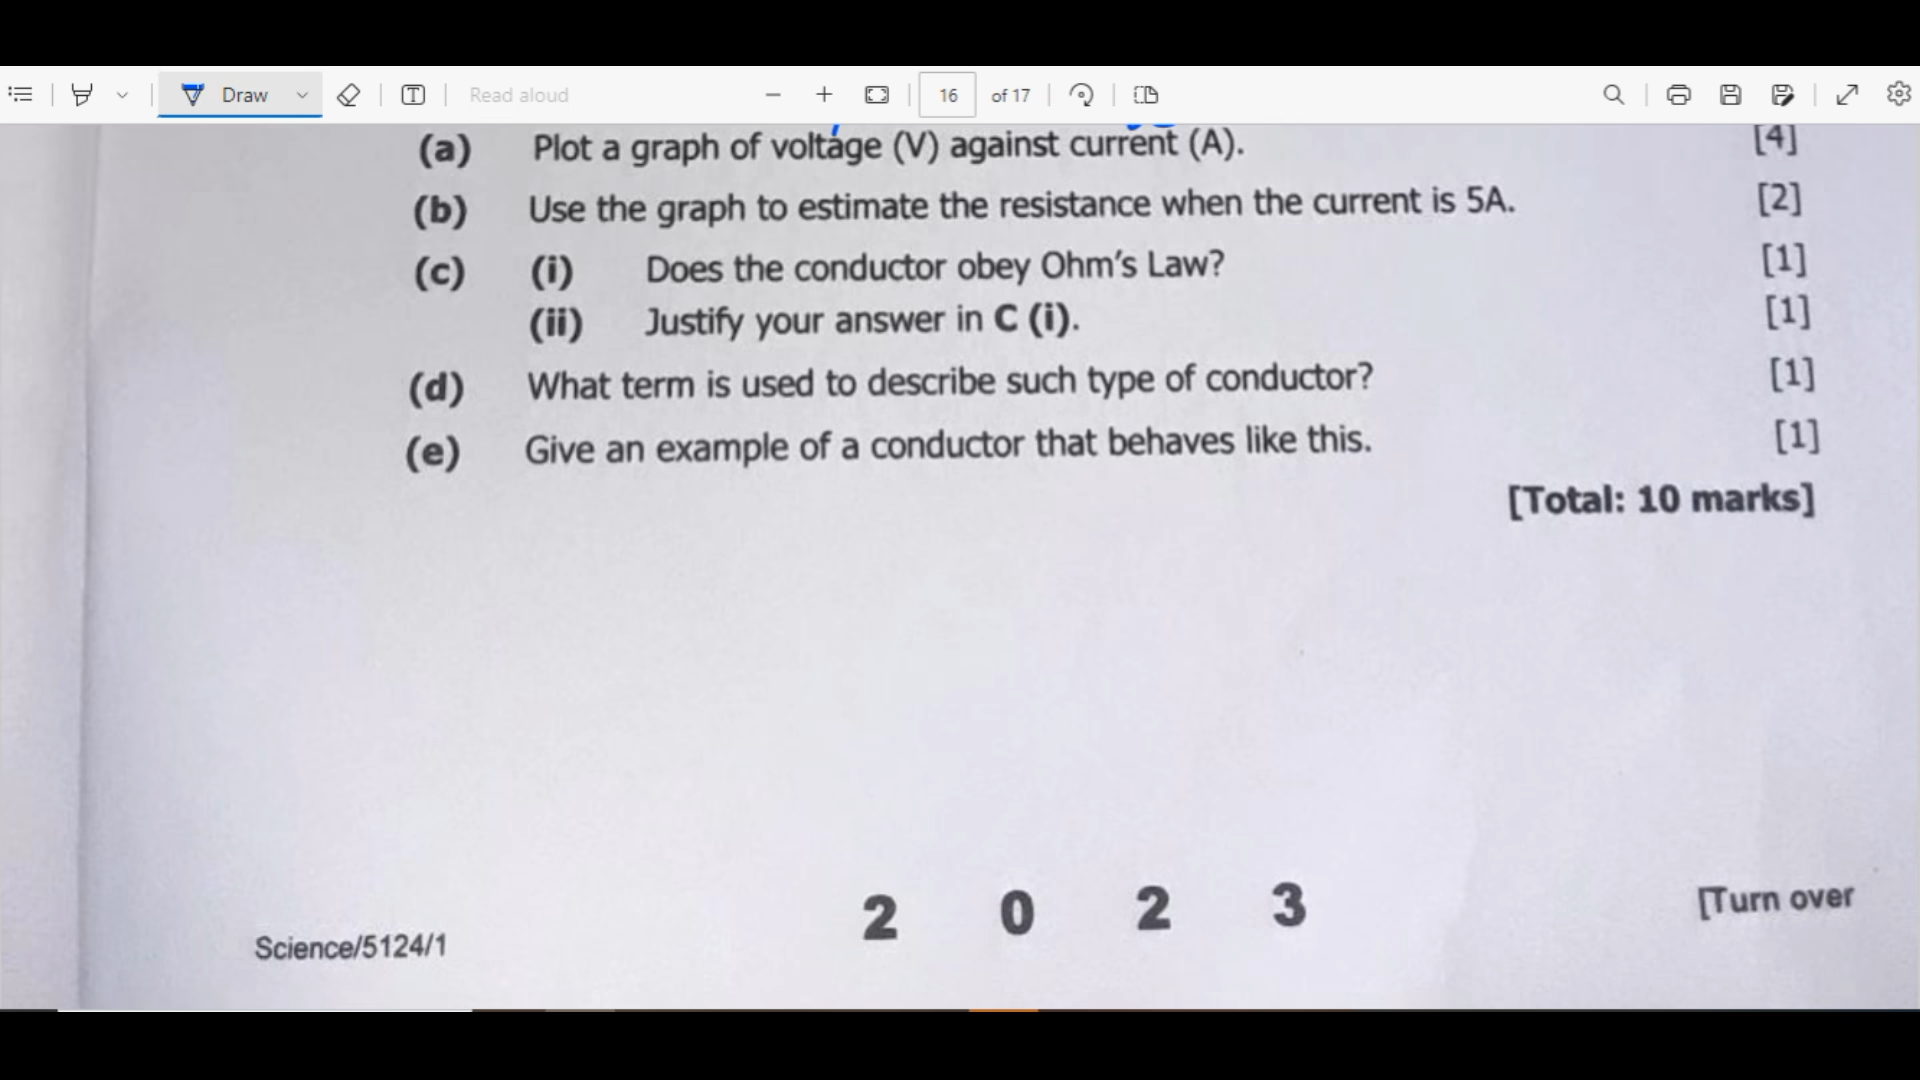 Draw
Read aloud
16 of 17
(a) Plot a graph of voltage (V) against current (A). [4]
(b) Use the graph to estimate the resistance when the current is 5A. [2]
(c) (i) Does the conductor obey Ohm's Law? [1]
(ii) Justify your answer in C (i). [1]
(d) What term is used to describe such type of conductor? [1]
(e) Give an example of a conductor that behaves like this. [1]
[Total: 10 marks]
2 0 2 3
[Turn over
Science/5124/1